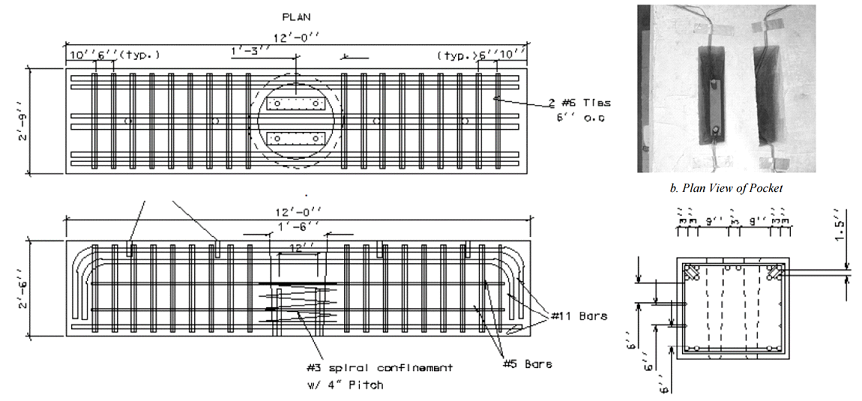 PLAN
12'-0''
10''6''(typ.)
1'-3''
(typ.)6''10''
2'-9''
2 #6 Ties
6'' o.c
b. Plan View of Pocket
12'-0''
1'-6''
12''
2'-6''
#11 Bars
#5 Bars
#3 spiral confinement
w/ 4" Pitch
3''3'' 9'' 3'' 9'' 3''3''
1.5''
6''
6''
6''